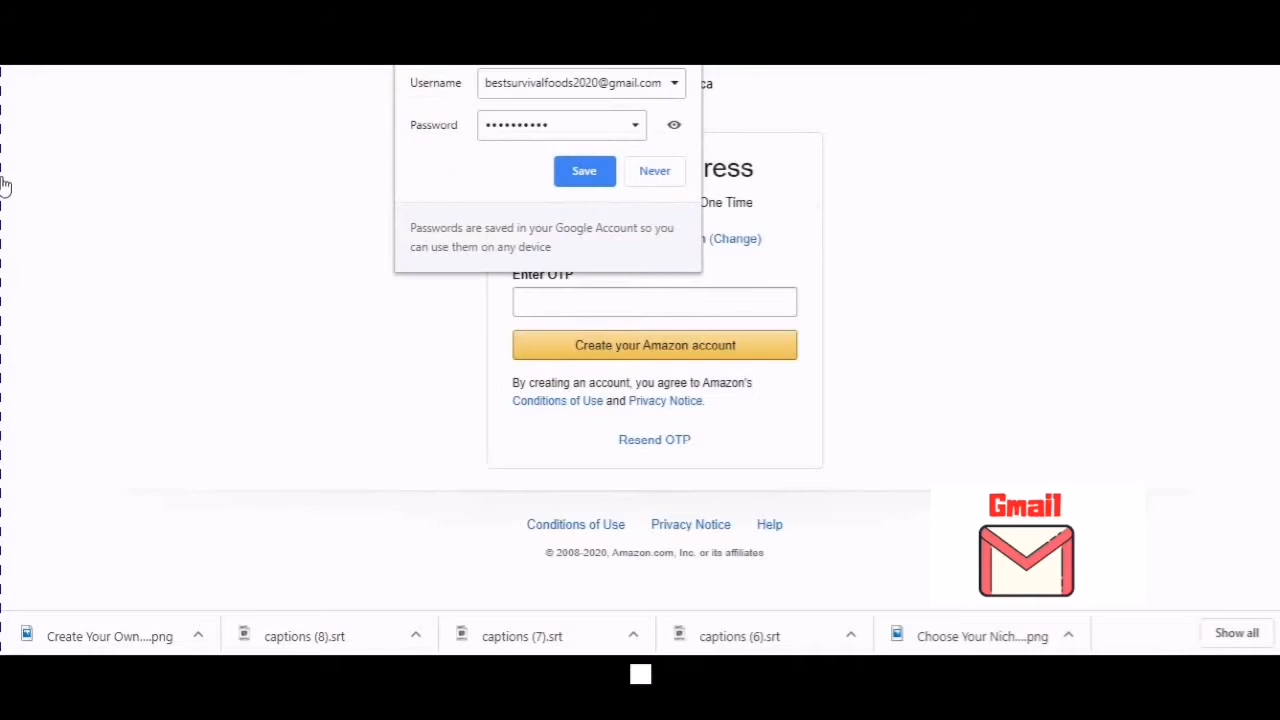 Username bestsurvivalfoods2020@gmail.com
ca
Password ••••••••••
ress
Save Never
One Time
Passwords are saved in your Google Account so you
can use them on any device
(Change)
Enter OTP
Create your Amazon account
By creating an account, you agree to Amazon's
Conditions of Use and Privacy Notice.
Resend OTP
Gmail
Conditions of Use Privacy Notice Help
© 2008-2020, Amazon.com, Inc. or its affiliates
Create Your Own....png captions (8).srt captions (7).srt captions (6).srt Choose Your Nich....png Show all